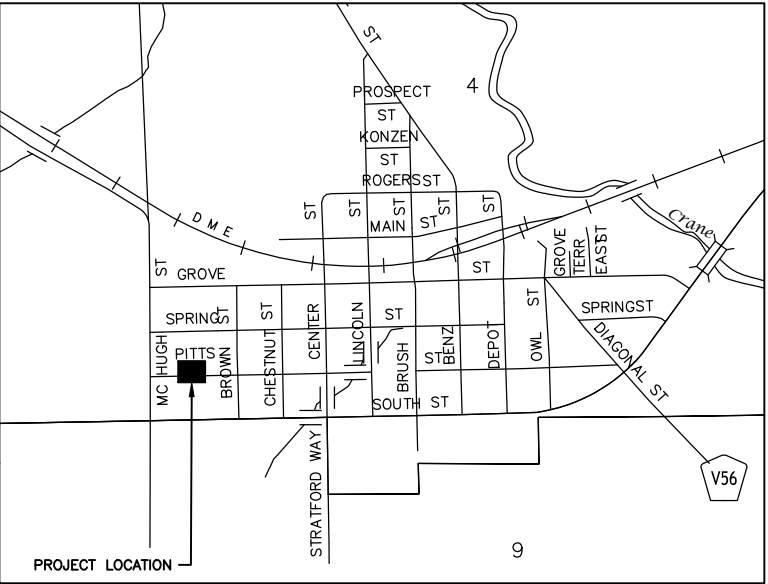 ST
4
PROSPECT
ST
KONZEN
ST
ROGERS ST
ST
ST
ST
ST
ST
MAIN ST
DME
Crane
GROVE
TERR
EAST
ST
ST
GROVE ST
SPRING ST
ST
ST
ST
SPRING ST
MC HUGH
PITTS ST
BROWN
CHESTNUT
CENTER
LINCOLN
BRUSH
BENZ
DEPOT
OWL
DIAGONAL ST
SOUTH ST
STRATFORD WAY
V56
9
PROJECT LOCATION